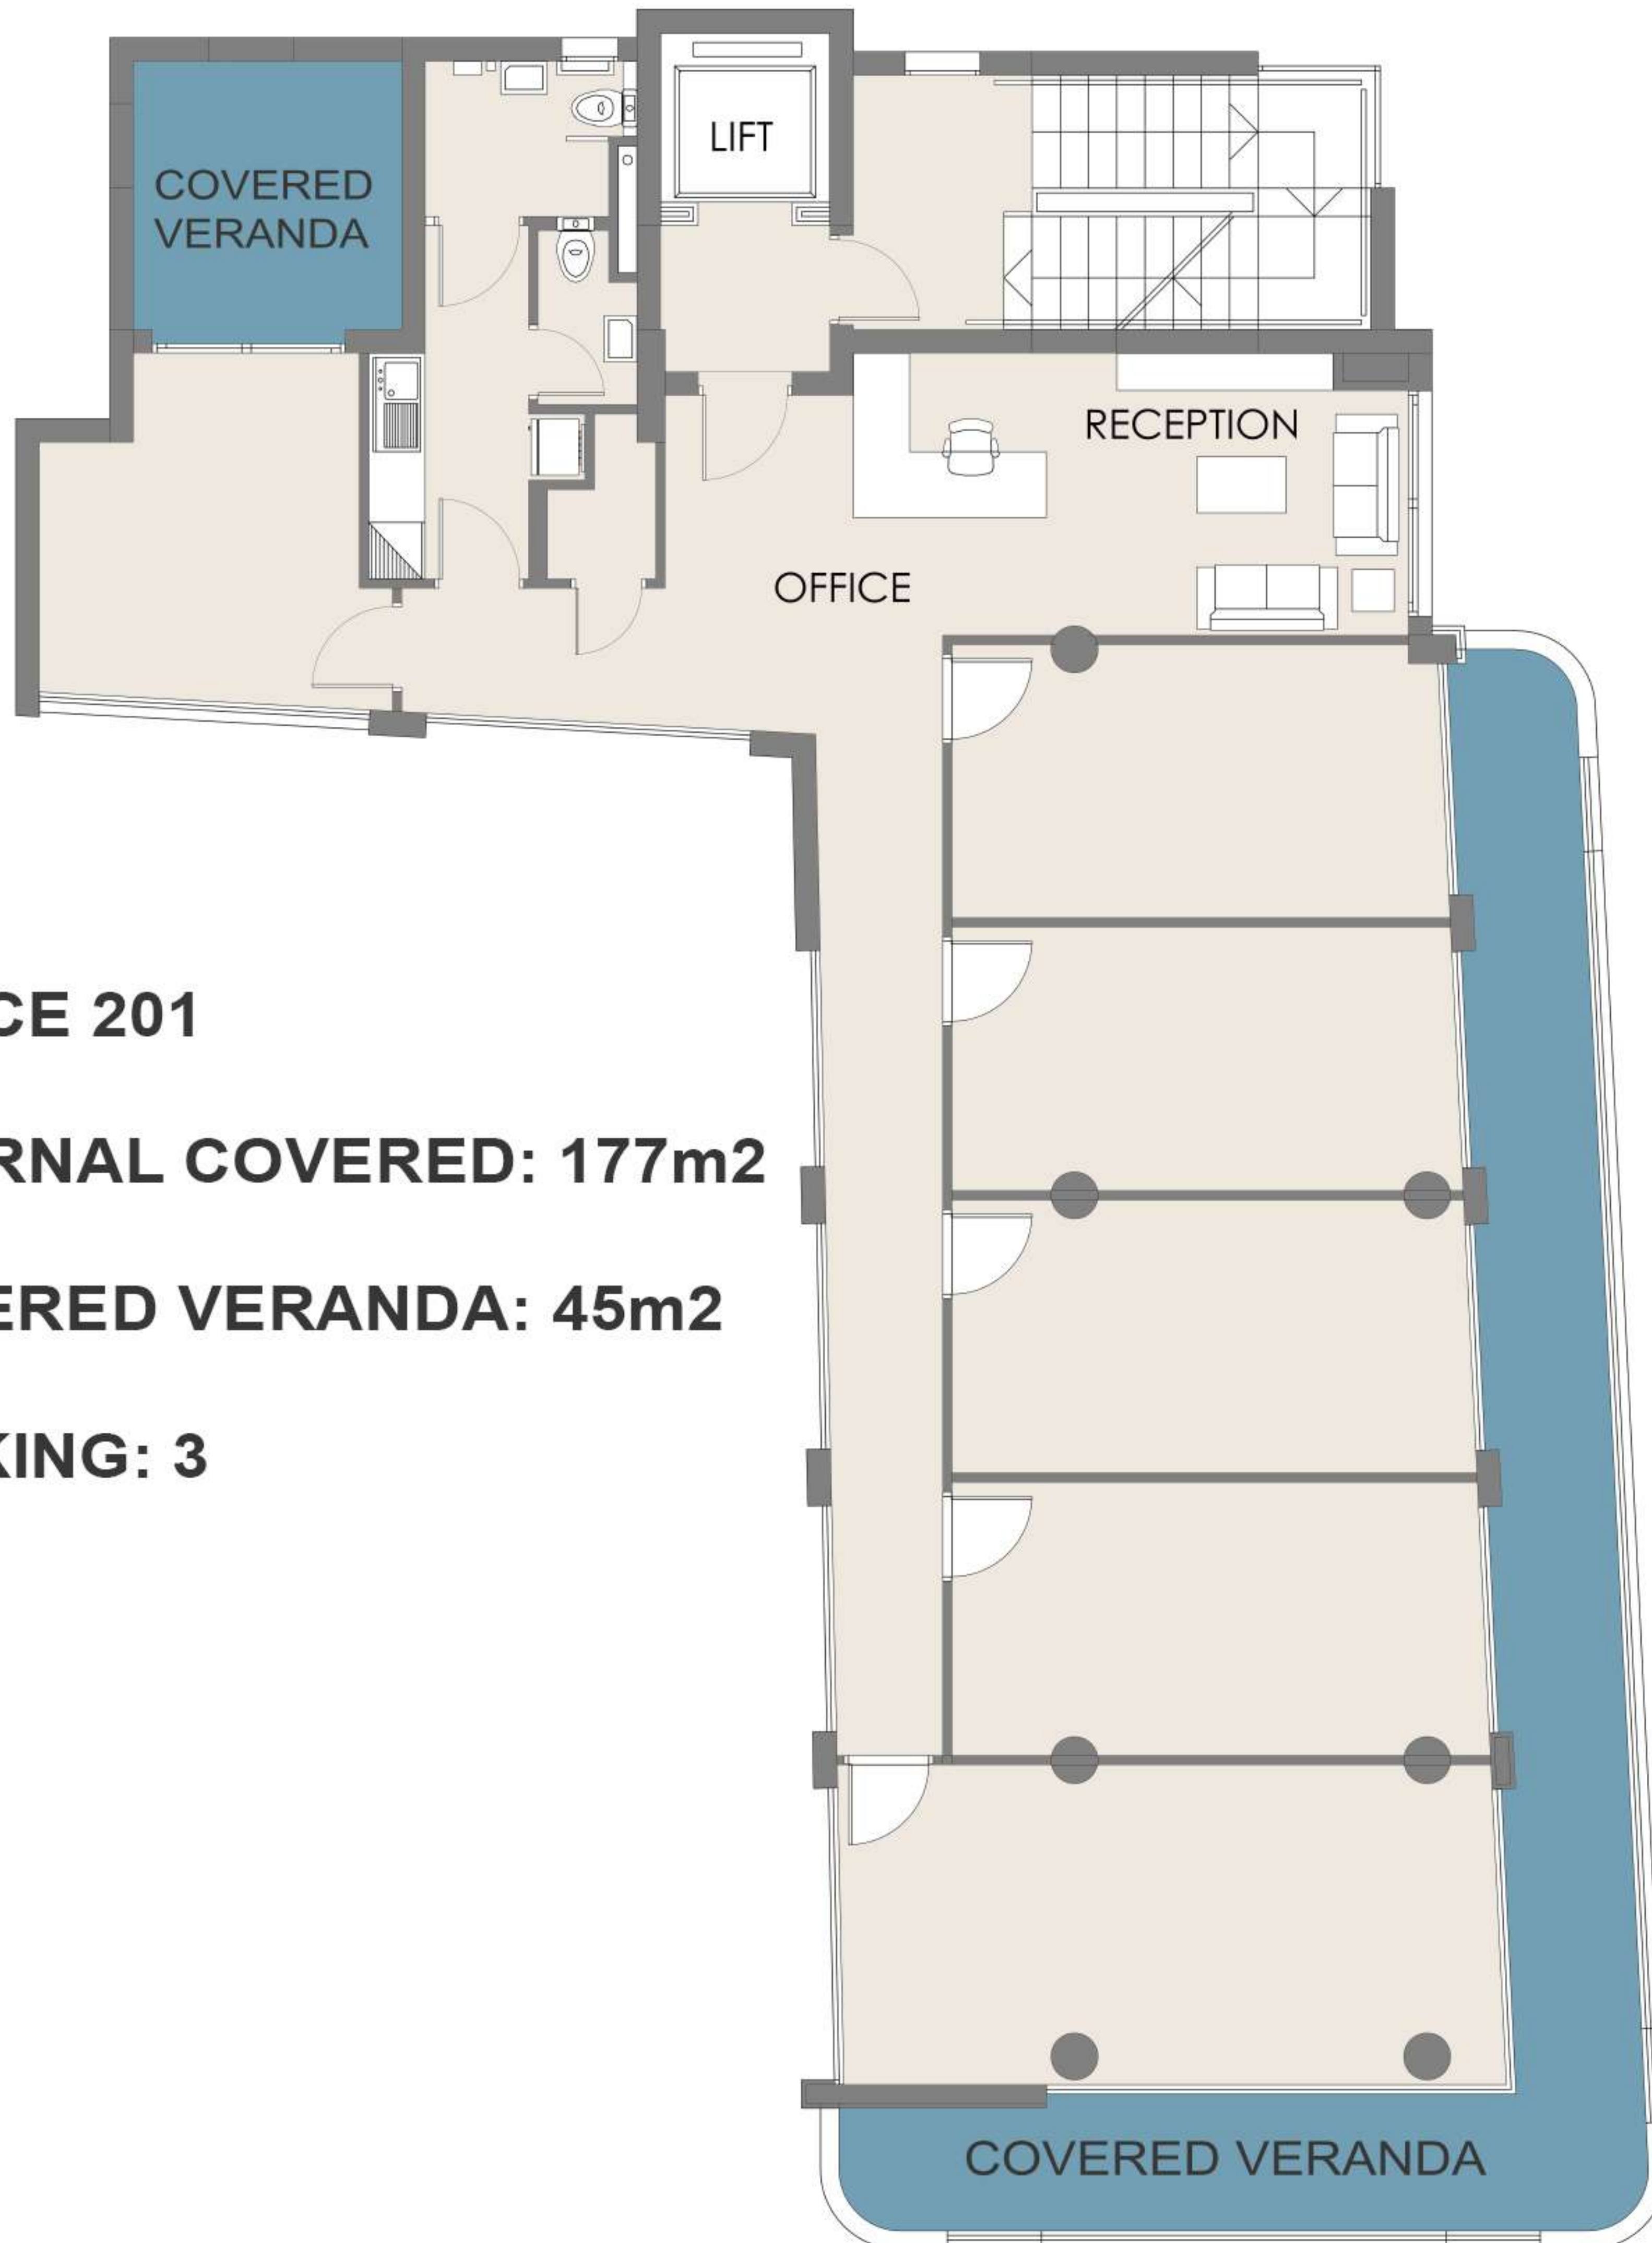 COVERED
VERANDA
LIFT
RECEPTION
OFFICE
CE 201
RNAL COVERED: 177m2
ERED VERANDA: 45m2
KING: 3
COVERED VERANDA